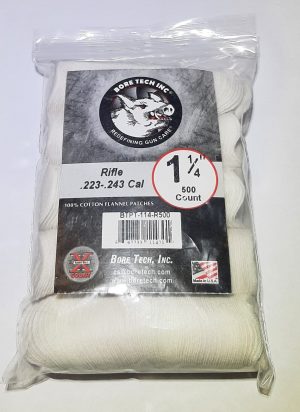 BORE TECH INC
REDEFINING GUN CARE
Rifle
.223-.243 Cal
1 1/4"
500
Count
100% COTTON FLANNEL PATCHES
BTPT-114-R500
X
BORE TECH, INC.
www.boretech.com
Made in U.S.A.